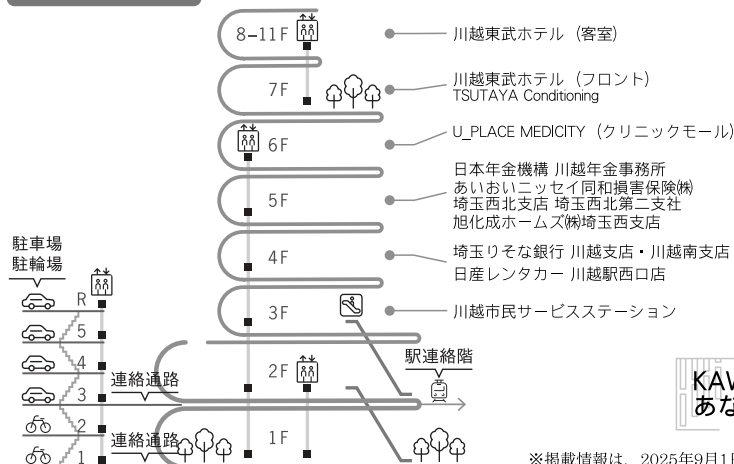 8-11F
川越東武ホテル（客室）
7F
川越東武ホテル（フロント）
TSUTAYA Conditioning
6F
U_PLACE MEDICITY（クリニックモール）
5F
日本年金機構 川越年金事務所
あいおいニッセイ同和損害保険㈱
埼玉西北支店 埼玉西北第二支社
旭化成ホームズ㈱埼玉西支店
4F
埼玉りそな銀行 川越支店・川越南支店
日産レンタカー 川越駅西口店
3F
川越市民サービスステーション
駐車場
駐輪場
R
5
4
3
2
1
連絡通路
連絡通路
2F
駅連絡階
1F
KAW
あな
※掲載情報は、2025年9月1日